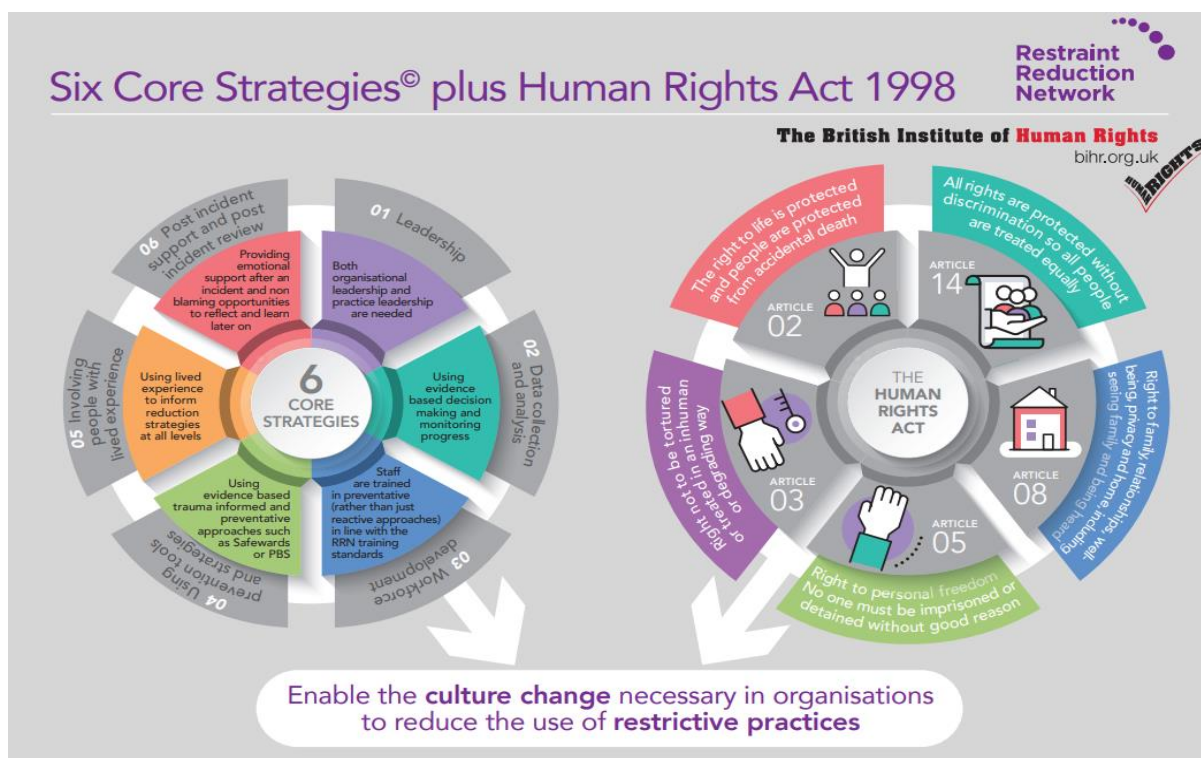 Six Core Strategies© plus Human Rights Act 1998
Restraint
Reduction
Network
The British Institute of Human Rights
bihr.org.uk
HUMAN
RIGHTS
6
CORE
STRATEGIES
01 Leadership
Both
organisational
leadership and
practice leadership
are needed
02 Data collection
and analysis
Using
evidence
based decision
making and
monitoring
progress
03 Workforce
development
Staff
are trained
in preventative
(rather than just
reactive approaches)
in line with the
RRN training
standards
04 Using
prevention tools
and strategies
Using
evidence based
trauma informed and
preventative
approaches such
as Safewards
or PBS
05 Involving
people with
lived experience
Using lived
experience
to inform
reduction
strategies
at all levels
06 Post incident
support and post
incident review
Providing
emotional
support after an
incident and non
blaming opportunities
to reflect and learn
later on
THE
HUMAN
RIGHTS
ACT
The right to life is protected
and people are protected
from accidental death
ARTICLE
02
All rights are protected without
discrimination so all people
are treated equally
ARTICLE
14
Right to family relationships, well-
being, privacy and home including
seeing family and being heard
ARTICLE
08
Right to personal freedom
No one must be imprisoned or
detained without good reason
ARTICLE
05
Right not to be tortured
or treated in an inhuman
or degrading way
ARTICLE
03
Enable the culture change necessary in organisations
to reduce the use of restrictive practices